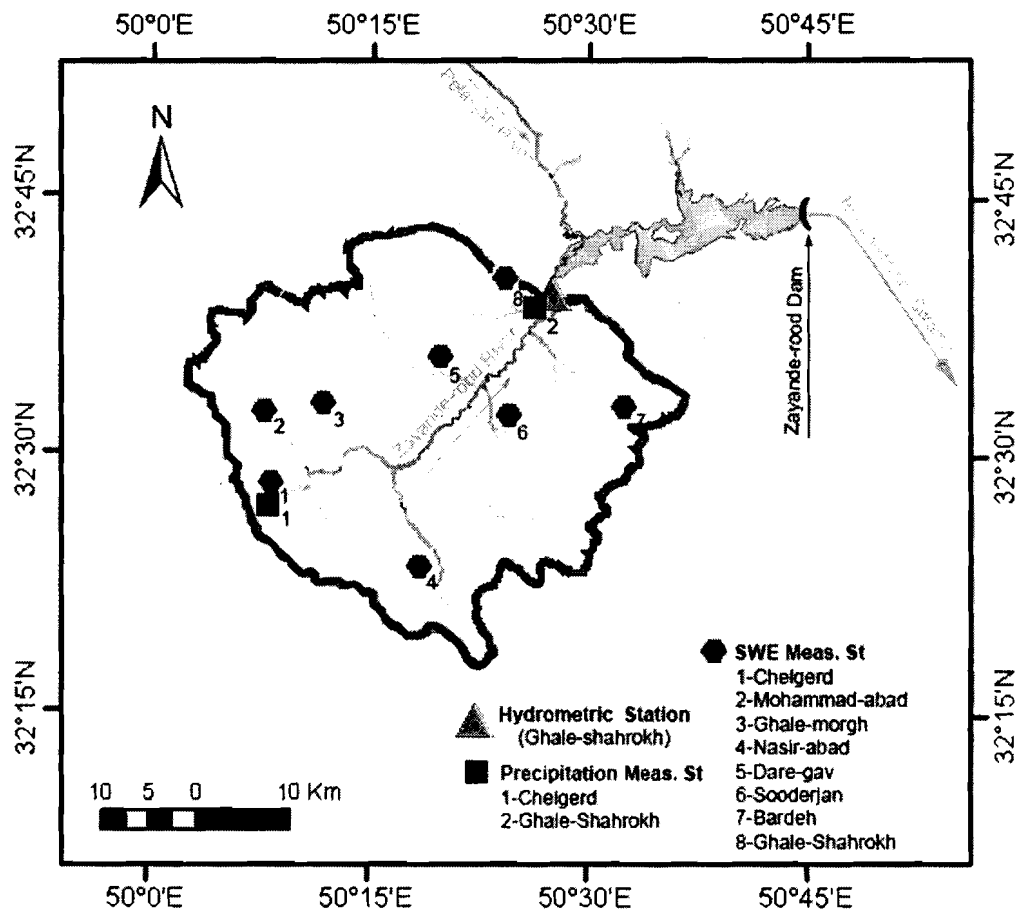 50°0'E 50°15'E 50°30'E 50°45'E
N
32°45'N 32°45'N
8
2
5
Zayande-rood River
2 3
6
7
Zayande-rood Dam
32°30'N 32°30'N
1
1
4
32°15'N 32°15'N
Hydrometric Station
(Ghale-shahrokh)
Precipitation Meas. St
1-Chelgerd
2-Ghale-Shahrokh
SWE Meas. St
1-Chelgerd
2-Mohammad-abad
3-Ghale-morgh
4-Nasir-abad
5-Dare-gav
6-Sooderjan
7-Bardeh
8-Ghale-Shahrokh
10 5 0 10 Km
50°0'E 50°15'E 50°30'E 50°45'E